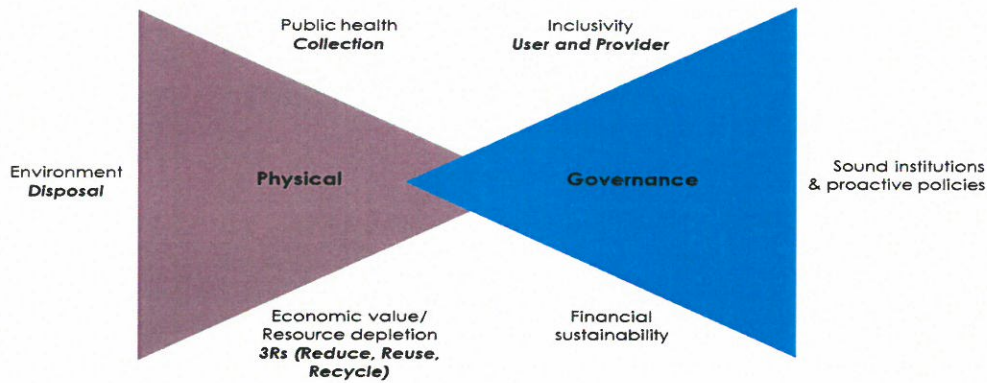 Public health
Collection
Inclusivity
User and Provider
Environment
Disposal
Physical
Governance
Sound institutions
& proactive policies
Economic value/
Resource depletion
3Rs (Reduce, Reuse,
Recycle)
Financial
sustainability